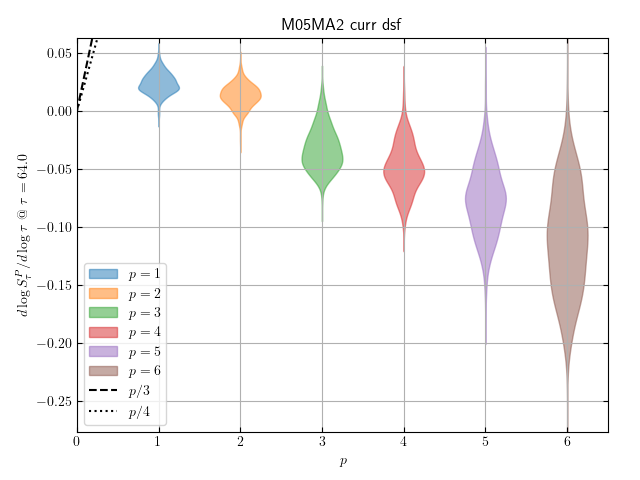 M05MA2 curr dsf
d log S_τ^P / d log τ @ τ = 64.0
0.05
0.00
−0.05
−0.10
−0.15
−0.20
−0.25
p = 1
p = 2
p = 3
p = 4
p = 5
p = 6
p/3
p/4
0 1 2 3 4 5 6
p